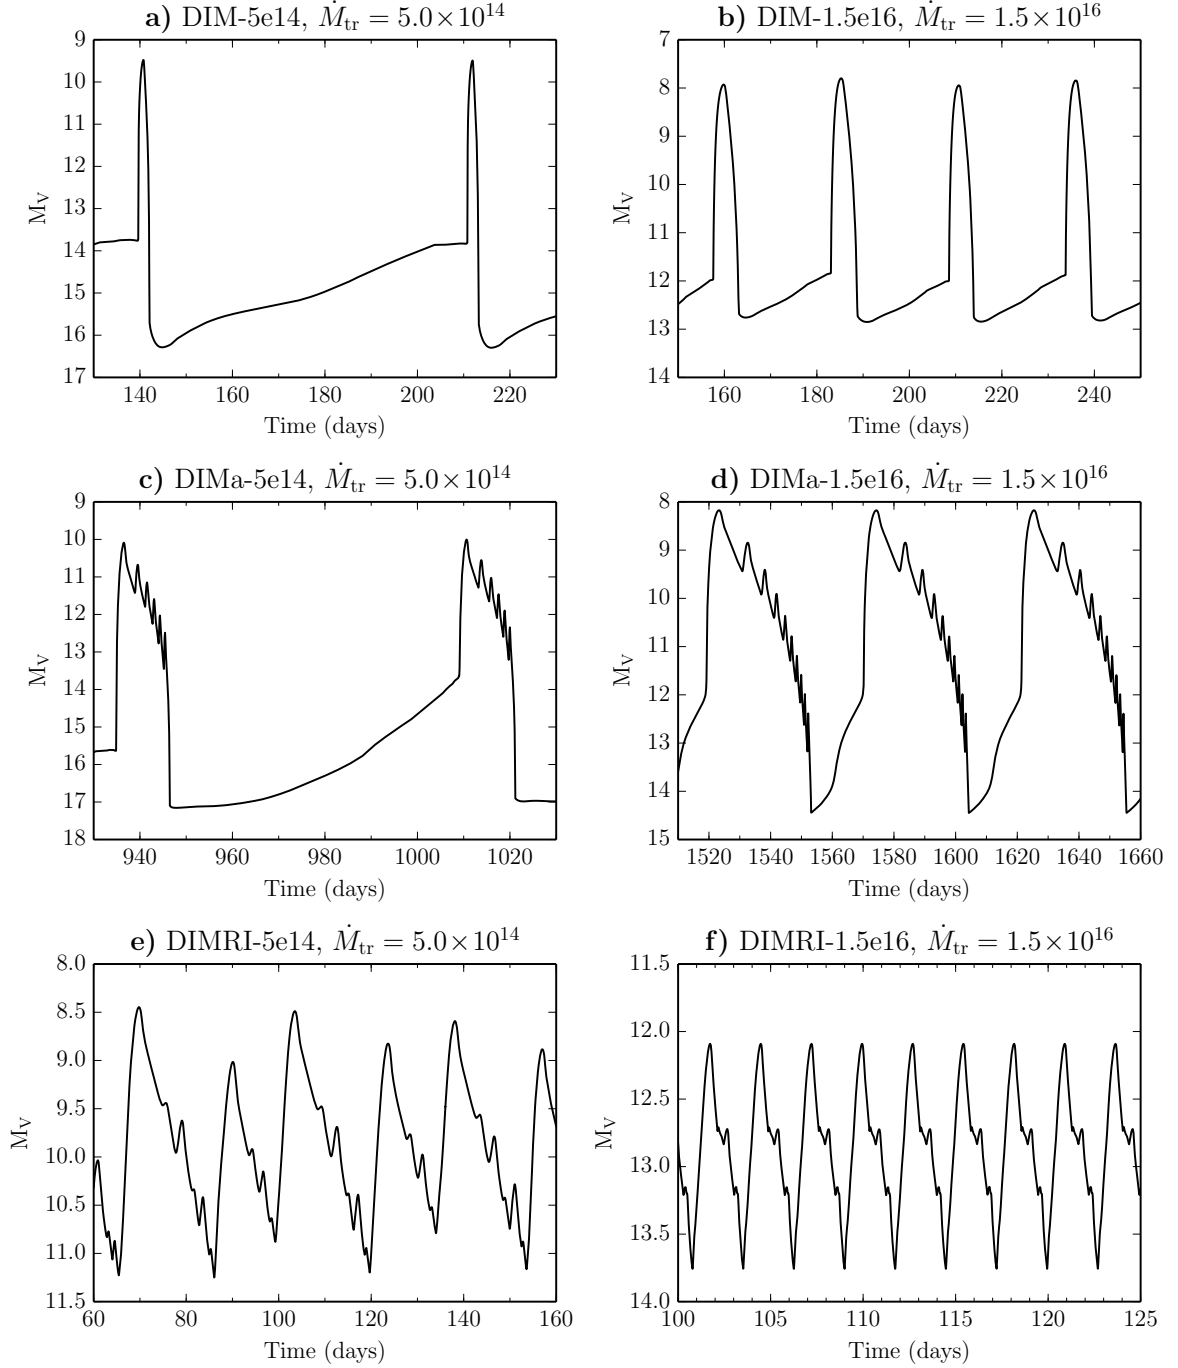 a) DIM-5e14, Ṁtr = 5.0×10^14
9
10
11
12
13
14
15
16
17
M_V
140 160 180 200 220
Time (days)
b) DIM-1.5e16, Ṁtr = 1.5×10^16
7
8
9
10
11
12
13
14
M_V
160 180 200 220 240
Time (days)
c) DIMa-5e14, Ṁtr = 5.0×10^14
9
10
11
12
13
14
15
16
17
18
M_V
940 960 980 1000 1020
Time (days)
d) DIMa-1.5e16, Ṁtr = 1.5×10^16
8
9
10
11
12
13
14
15
M_V
1520 1540 1560 1580 1600 1620 1640 1660
Time (days)
e) DIMRI-5e14, Ṁtr = 5.0×10^14
8.0
8.5
9.0
9.5
10.0
10.5
11.0
11.5
M_V
60 80 100 120 140 160
Time (days)
f) DIMRI-1.5e16, Ṁtr = 1.5×10^16
11.5
12.0
12.5
13.0
13.5
14.0
M_V
100 105 110 115 120 125
Time (days)